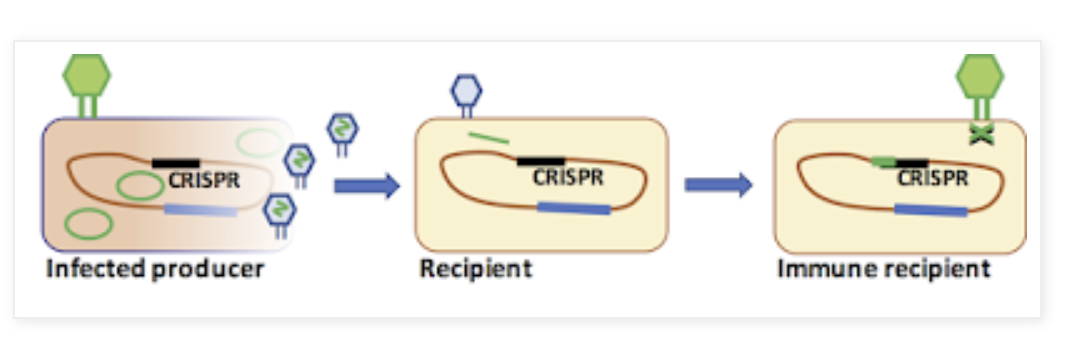 CRISPR
CRISPR
CRISPR
Infected producer
Recipient
Immune recipient